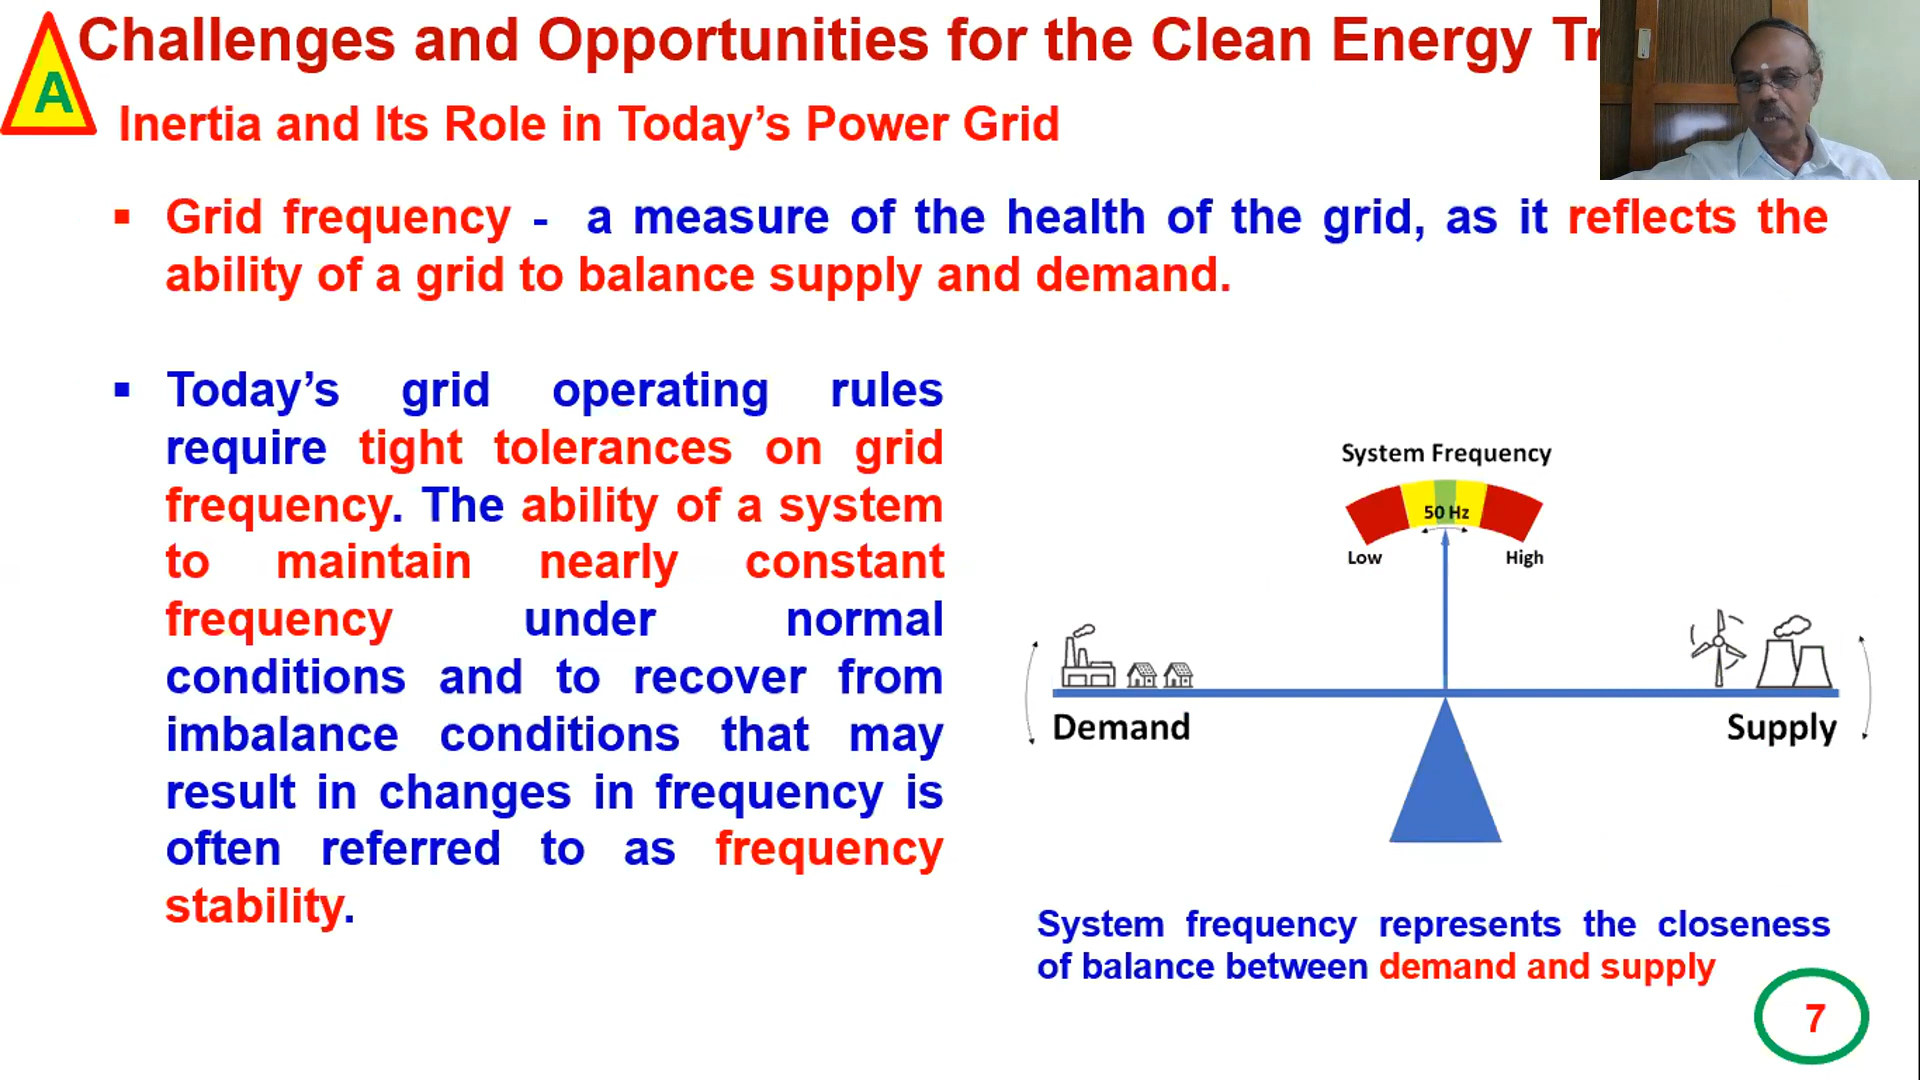 Challenges and Opportunities for the Clean Energy
A
Inertia and Its Role in Today’s Power Grid
▪ Grid frequency - a measure of the health of the grid, as it reflects the
ability of a grid to balance supply and demand.
▪ Today’s grid operating rules
require tight tolerances on grid
frequency. The ability of a system
to maintain nearly constant
frequency under normal
conditions and to recover from
imbalance conditions that may
result in changes in frequency is
often referred to as frequency
stability.
System Frequency
50 Hz
Low High
Demand Supply
System frequency represents the closeness
of balance between demand and supply
7